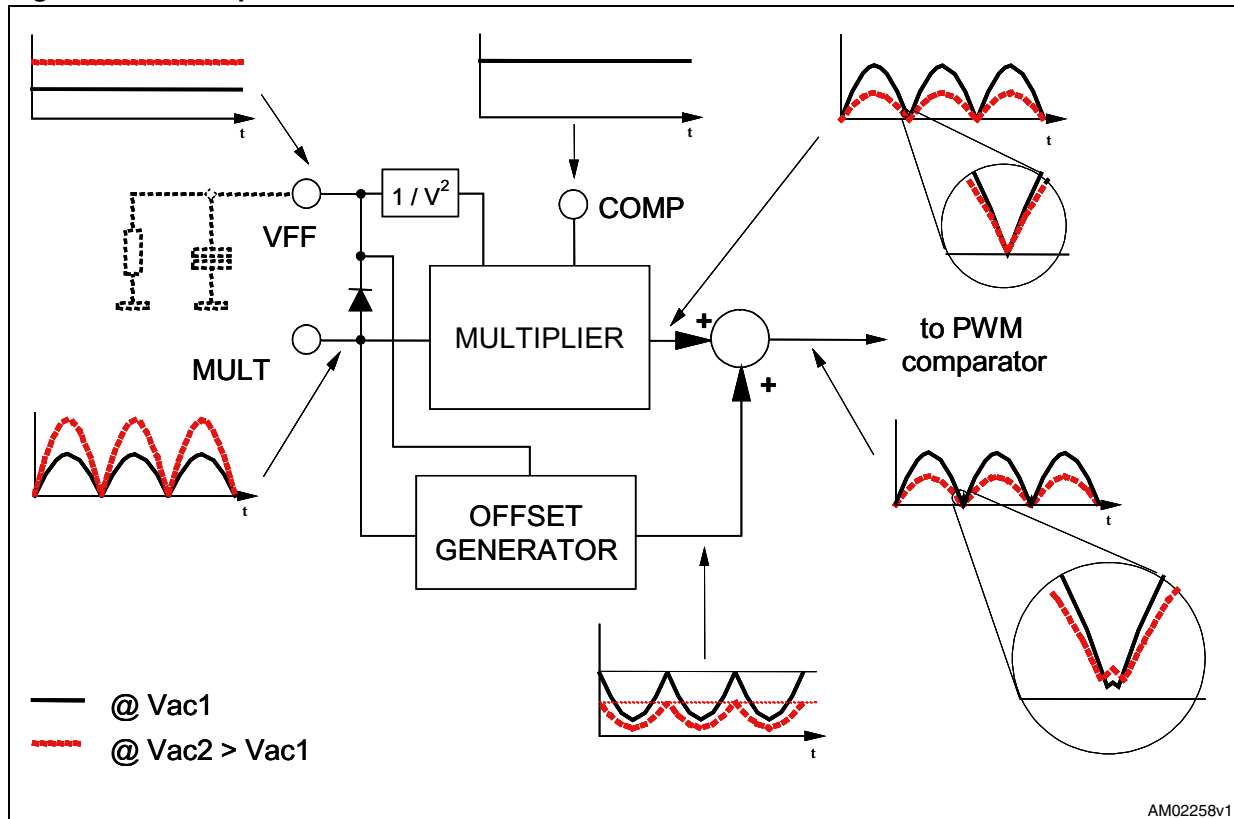 t
t
t
1 / V²
COMP
VFF
MULTIPLIER
+
to PWM
comparator
MULT
+
t
t
OFFSET
GENERATOR
t
@ Vac1
@ Vac2 > Vac1
AM02258v1